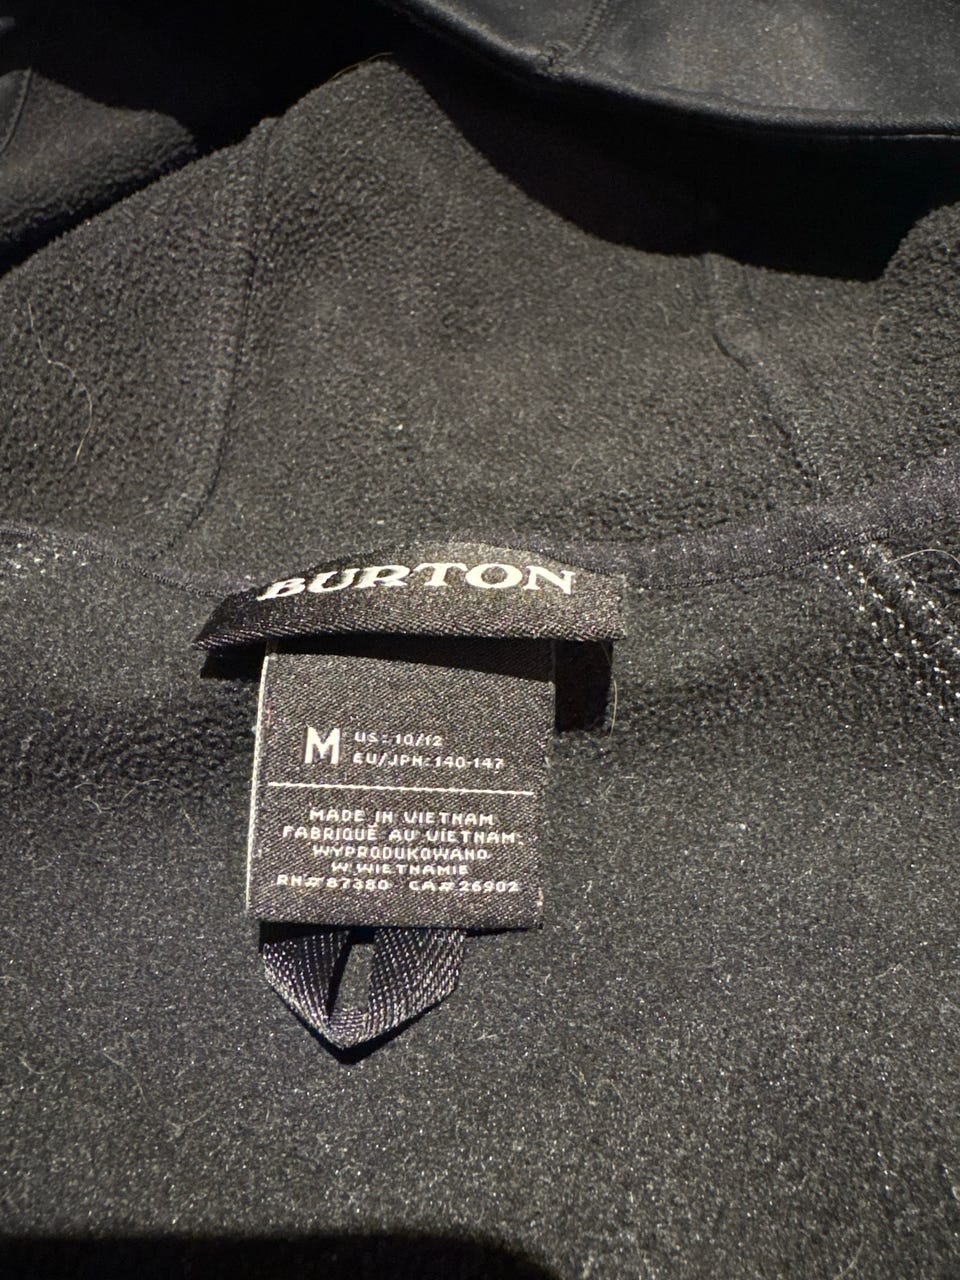 BURTON
M US: 10/12
EU/JPN: 140-147
MADE IN VIETNAM
FABRIQUÉ AU VIETNAM
WYPRODUKOWANO
W WIETNAMIE
RN# 87380 CA# 26902